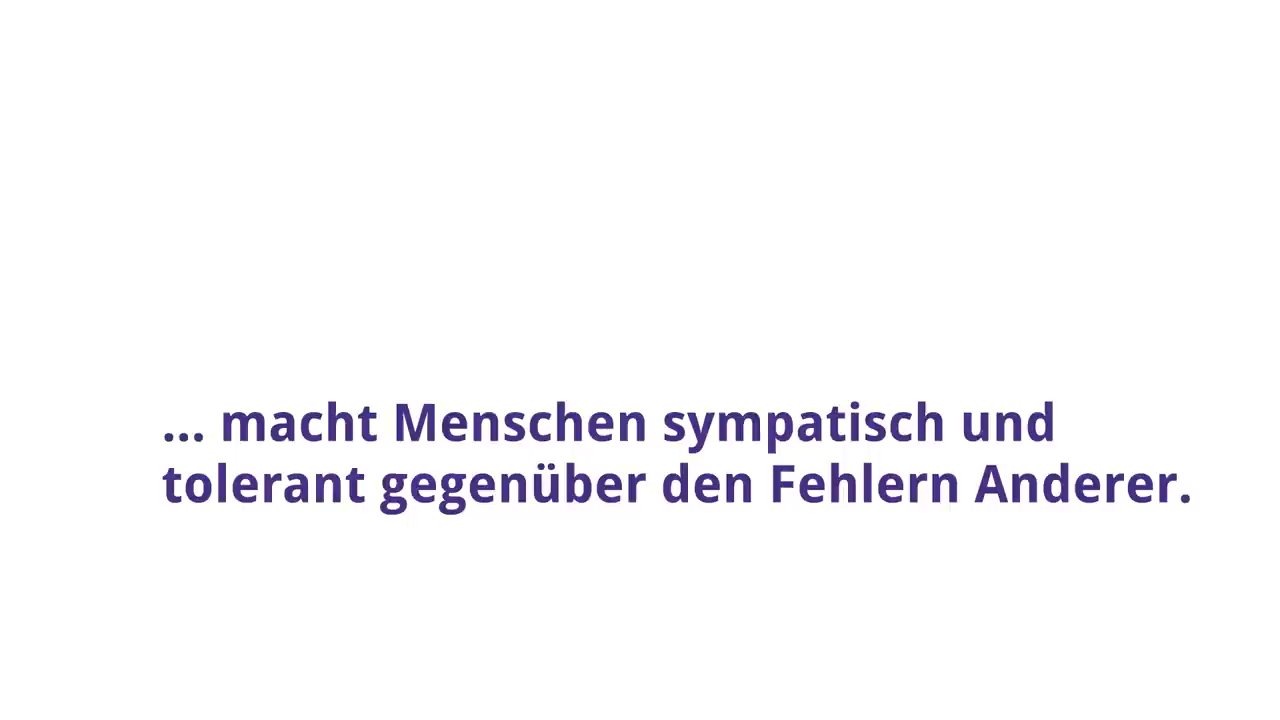 ... macht Menschen sympatisch und
tolerant gegenüber den Fehlern Anderer.